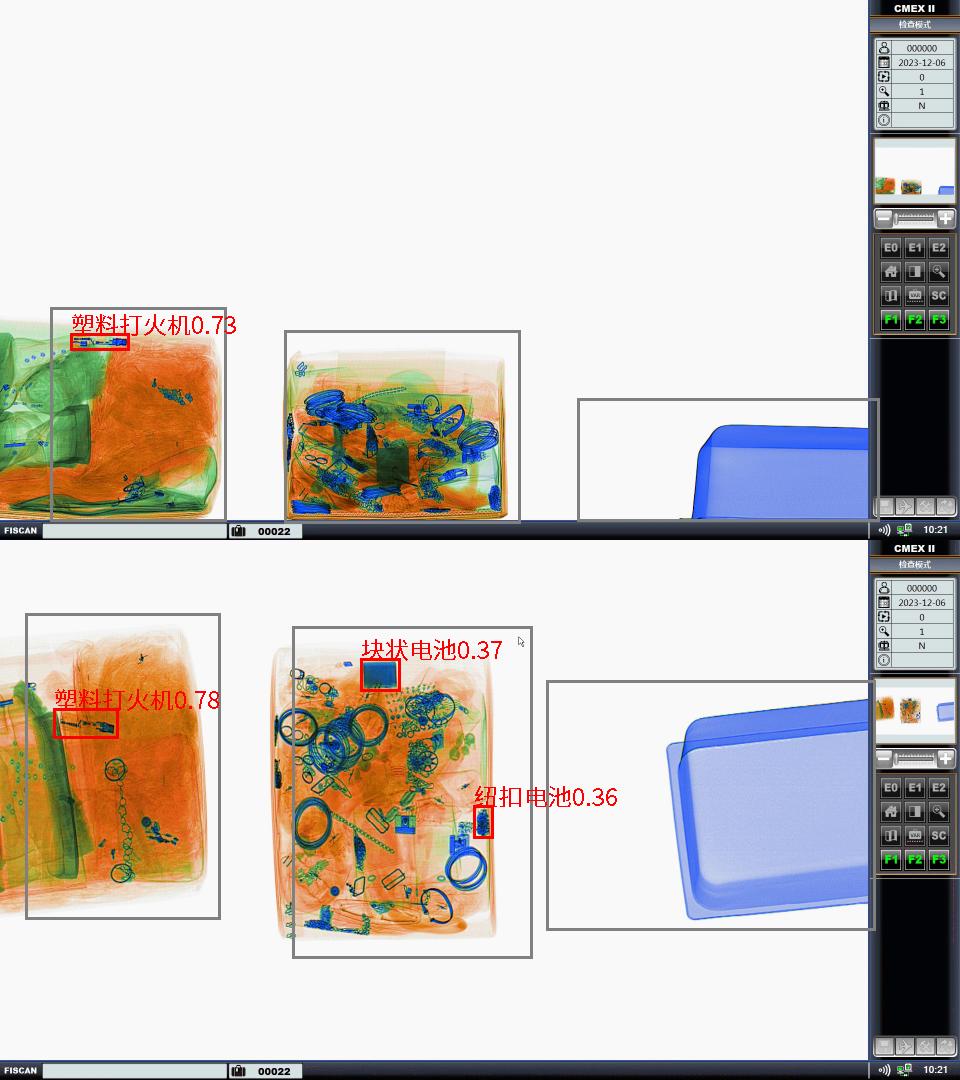 CMEX II
检查模式
000000
2023-12-06
0
1
N
E0 E1 E2
VAR SC
F1 F2 F3
塑料打火机0.73
FISCAN
00022
10:21
CMEX II
检查模式
000000
2023-12-06
0
1
N
块状电池0.37
塑料打火机0.78
纽扣电池0.36
E0 E1 E2
VAR SC
F1 F2 F3
FISCAN
00022
10:21